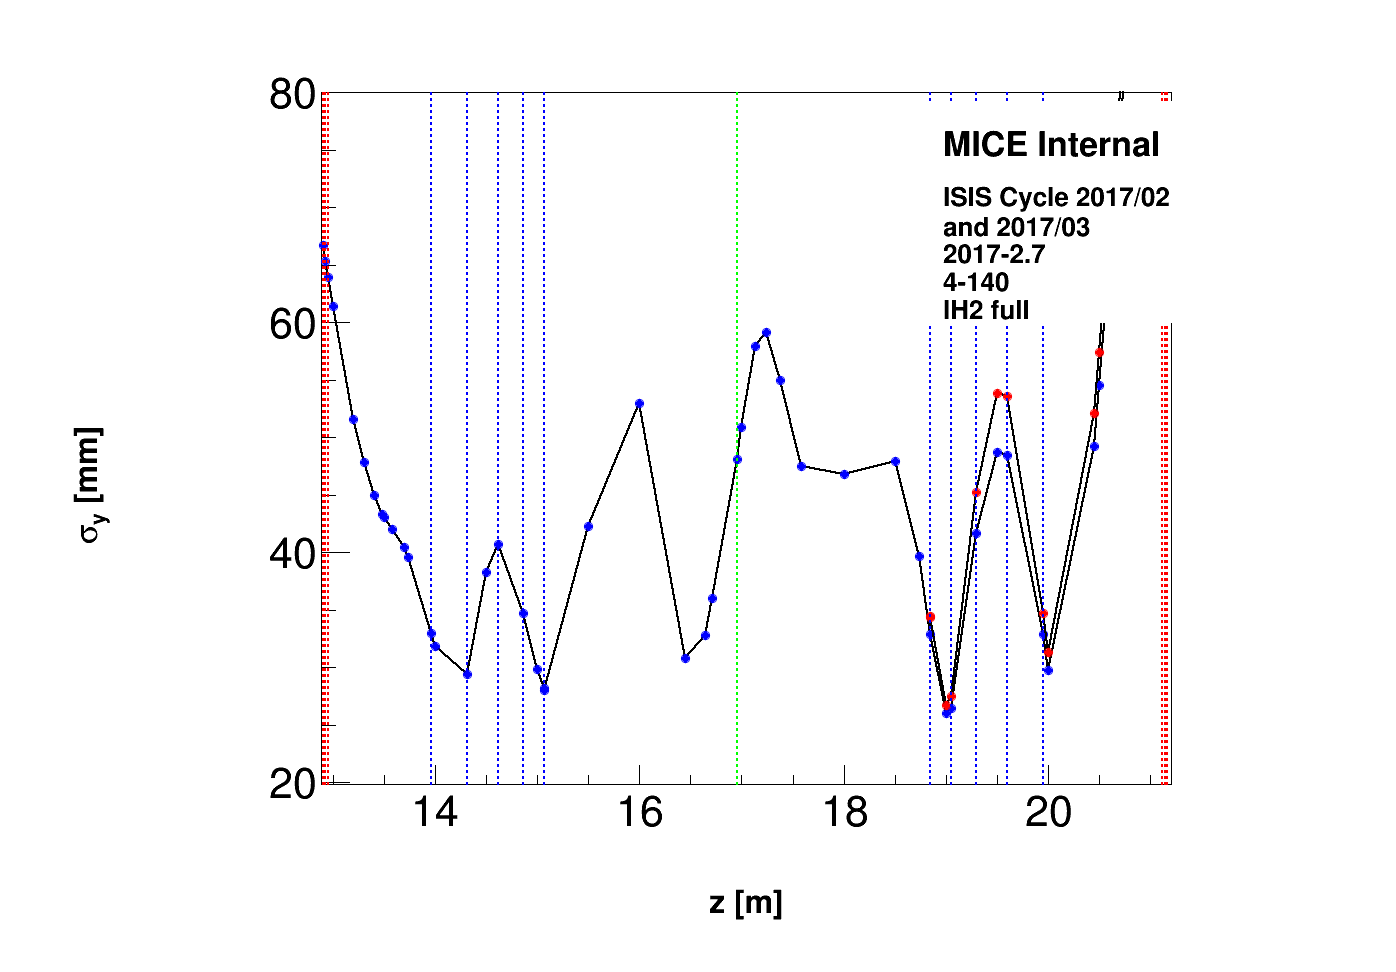 80
60
40
20
σy [mm]
MICE Internal
ISIS Cycle 2017/02
and 2017/03
2017-2.7
4-140
lH2 full
14 16 18 20
z [m]